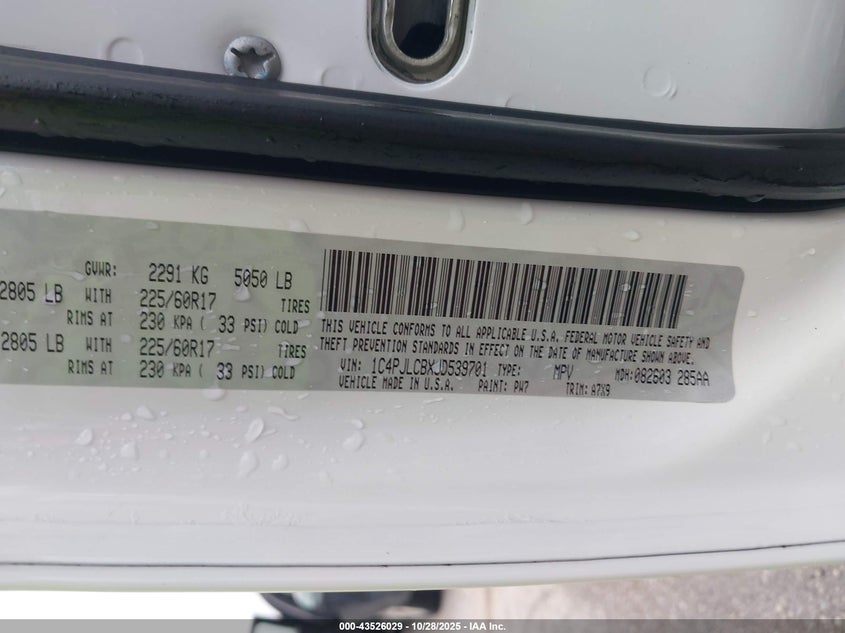 GVWR: 2291 KG 5050 LB
2805 LB WITH 225/60R17 TIRES
RIMS AT 230 KPA ( 33 PSI) COLD
2805 LB WITH 225/60R17 TIRES
RIMS AT 230 KPA ( 33 PSI) COLD
THIS VEHICLE CONFORMS TO ALL APPLICABLE U.S.A. FEDERAL MOTOR VEHICLE SAFETY AND
THEFT PREVENTION STANDARDS IN EFFECT ON THE DATE OF MANUFACTURE SHOWN ABOVE.
VIN: 1C4PJLCBXJD539701 TYPE: MPV MDH:082603 285AA
VEHICLE MADE IN U.S.A. PAINT: PW7 TRIM: A7X9
000-43526029 - 10/28/2025 - IAA Inc.